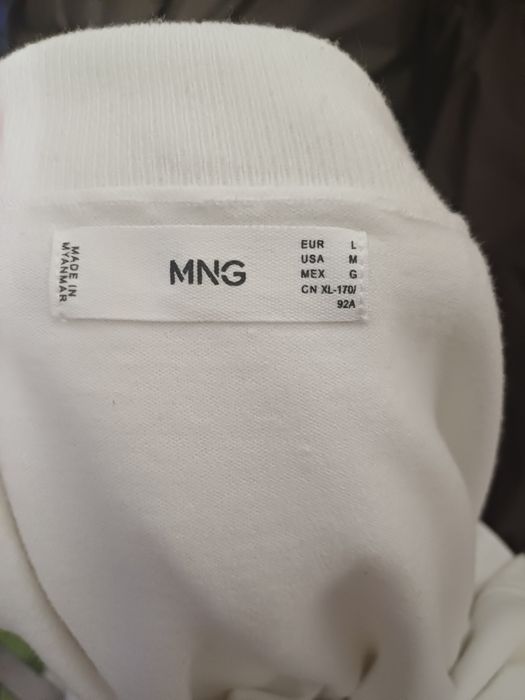 MADE IN
MYANMAR
MNG
EUR L
USA M
MEX G
CN XL-170/
92A